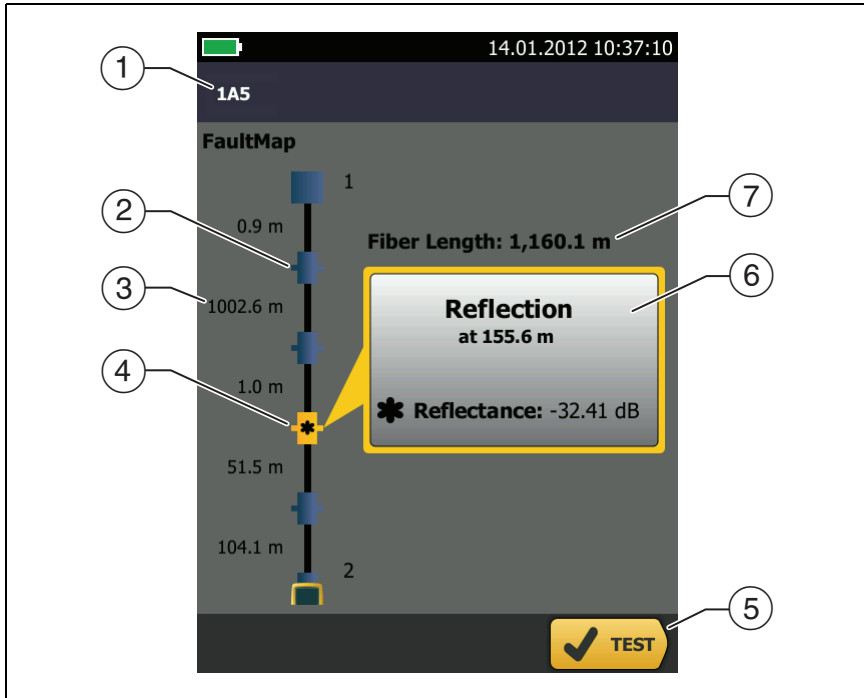 14.01.2012 10:37:10
1
1A5
FaultMap
1
0.9 m
2
Fiber Length: 1,160.1 m
7
3
1002.6 m
Reflection
at 155.6 m
6
4
1.0 m
✱ Reflectance: -32.41 dB
✱
51.5 m
104.1 m
2
TEST
5